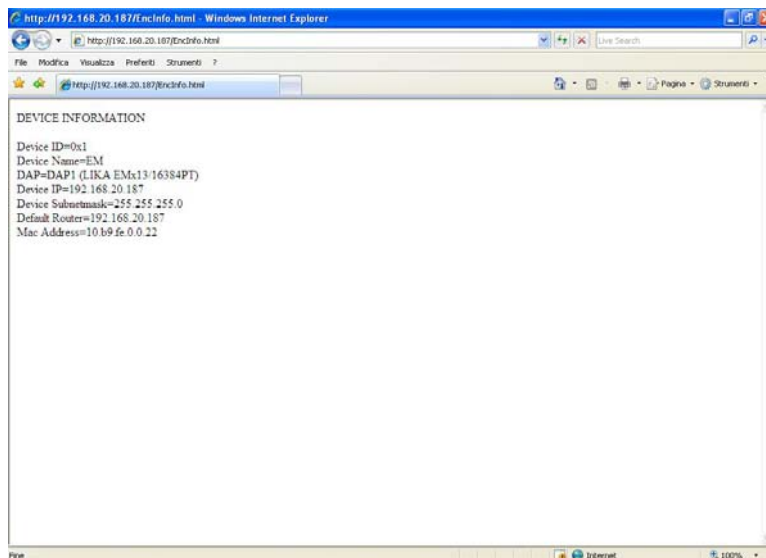 http://192.168.20.187/EncInfo.html - Windows Internet Explorer
http://192.168.20.187/EncInfo.html
Live Search
File Modifica Visualizza Preferiti Strumenti ?
http://192.168.20.187/EncInfo.html
Pagina Strumenti
DEVICE INFORMATION
Device ID=0x1
Device Name=EM
DAP=DAP1 (LIKA EMx13/16384PT)
Device IP=192.168.20.187
Device Subnetmask=255.255.255.0
Default Router=192.168.20.187
Mac Address=10.b9.fe.0.0.22
Fine
Internet
100%